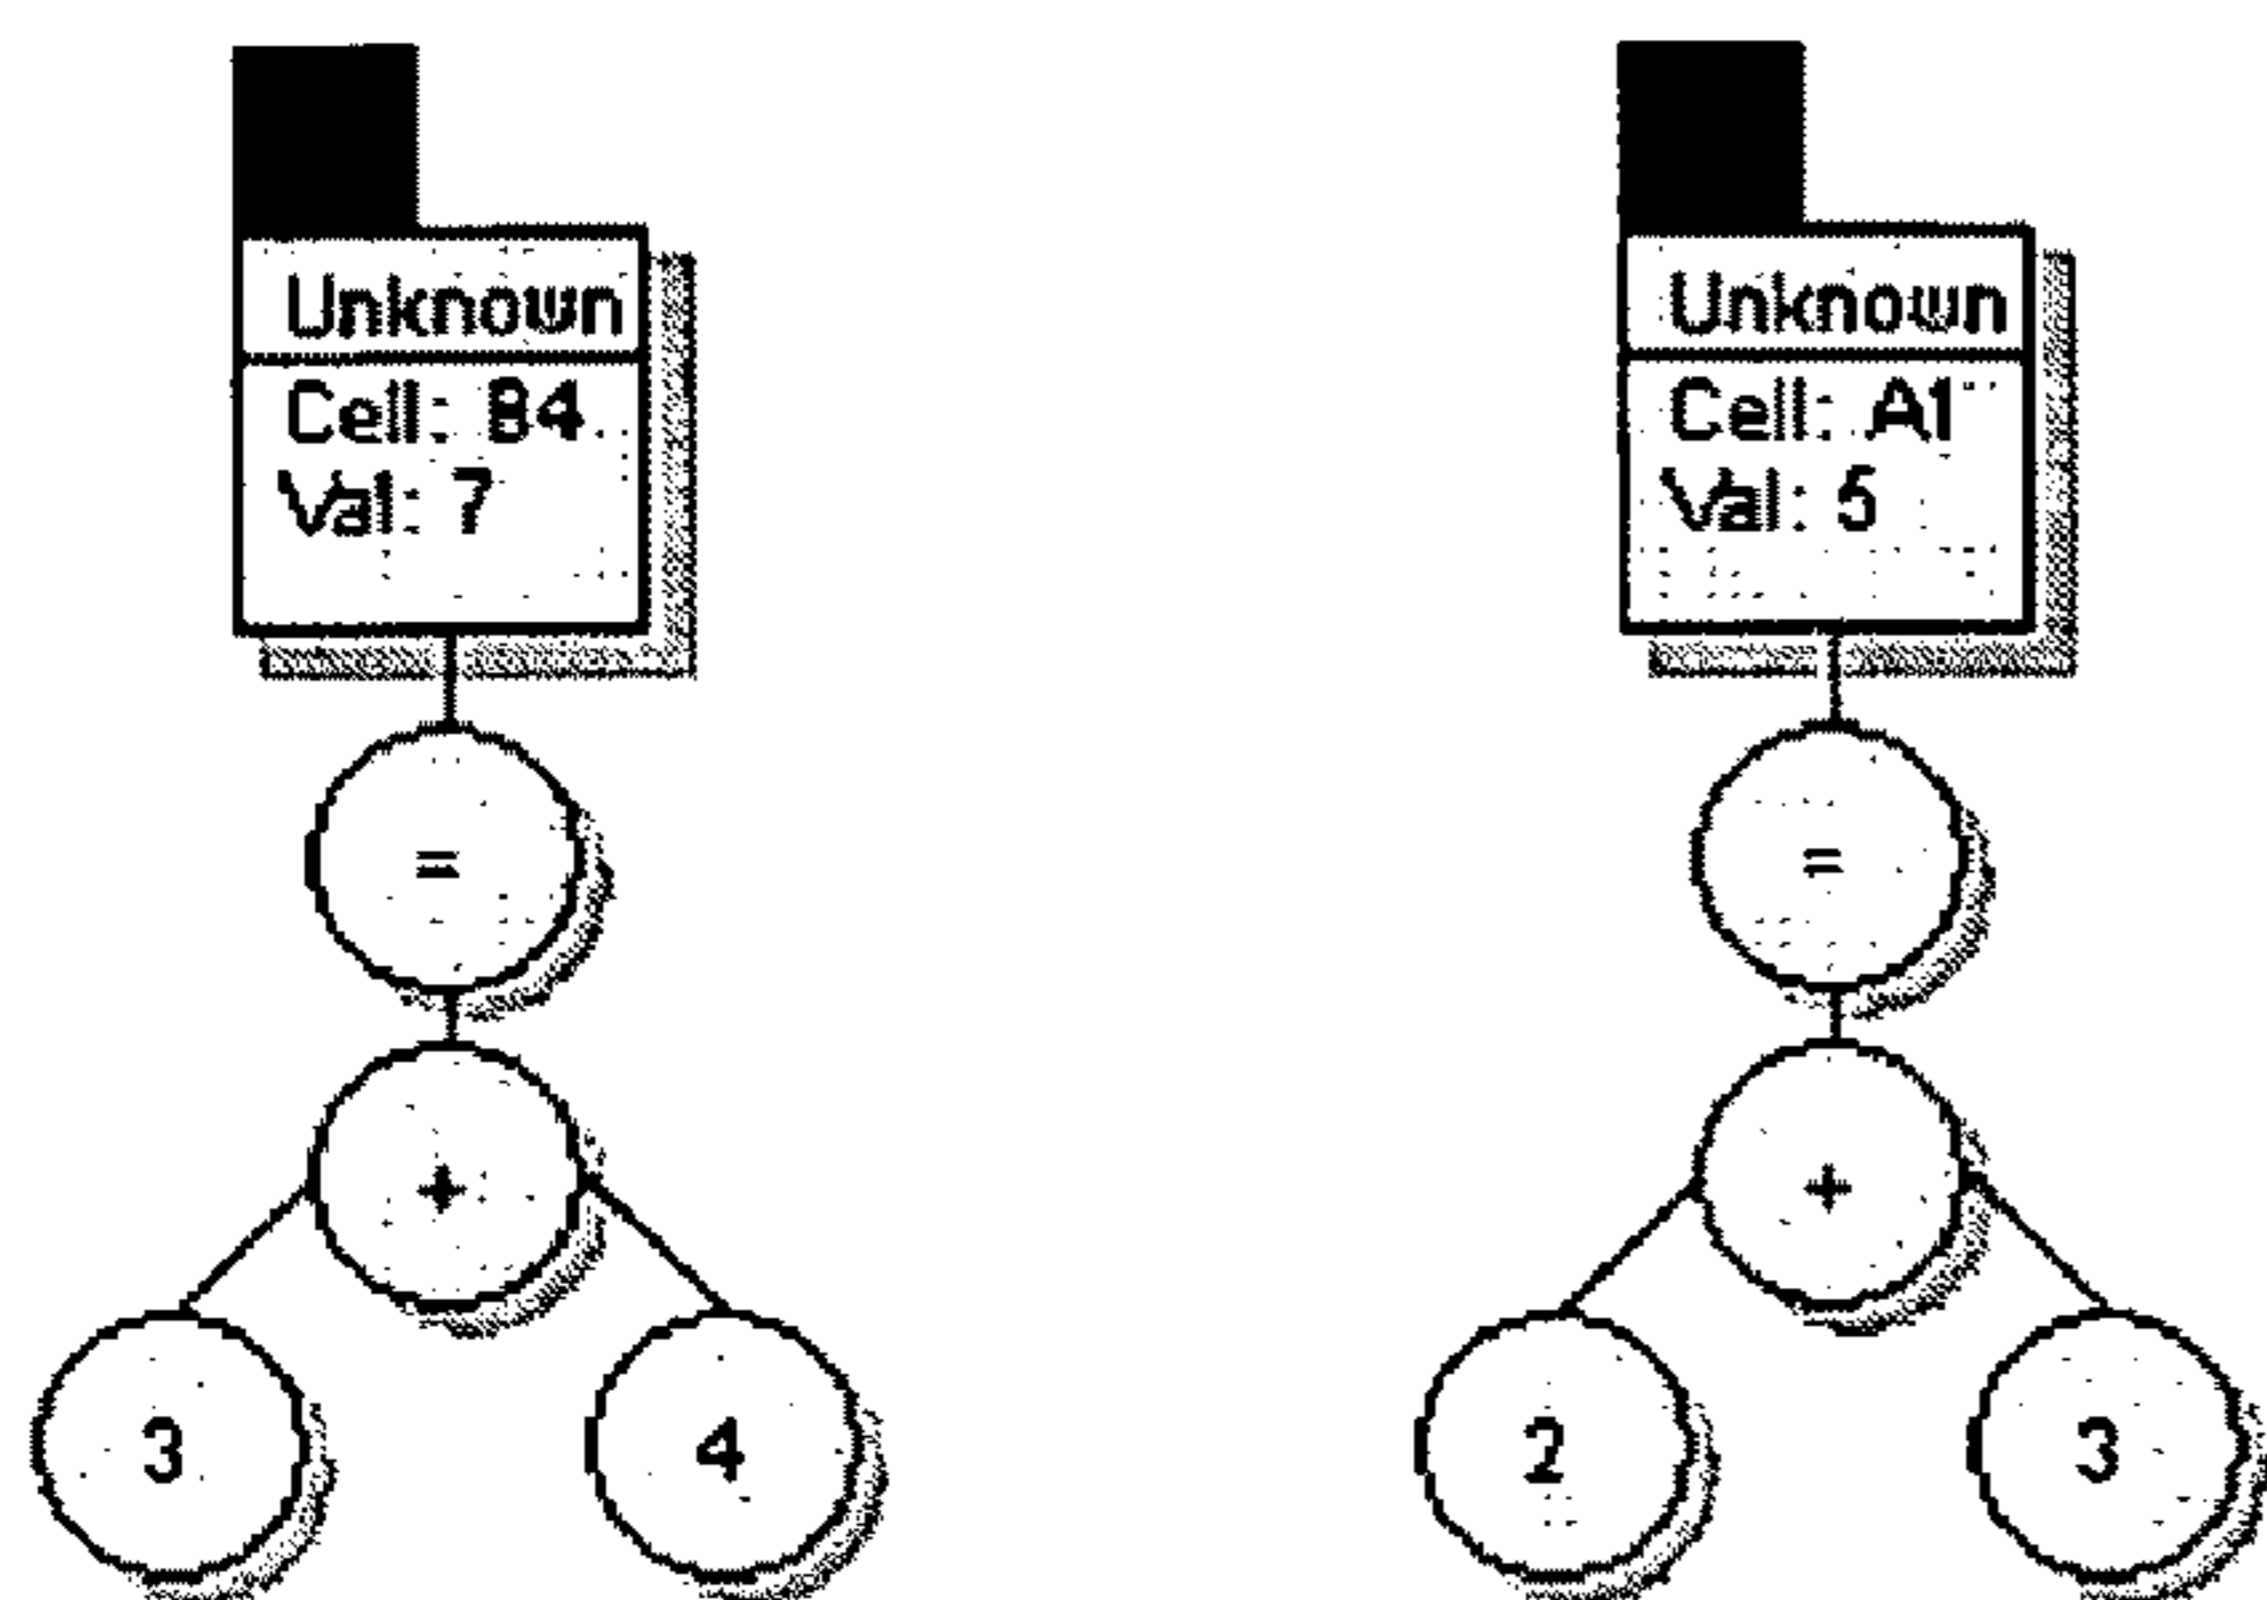 Unknown
Cell: B4
Val: 7
=
+
3
4
Unknown
Cell: A1
Val: 5
=
+
2
3